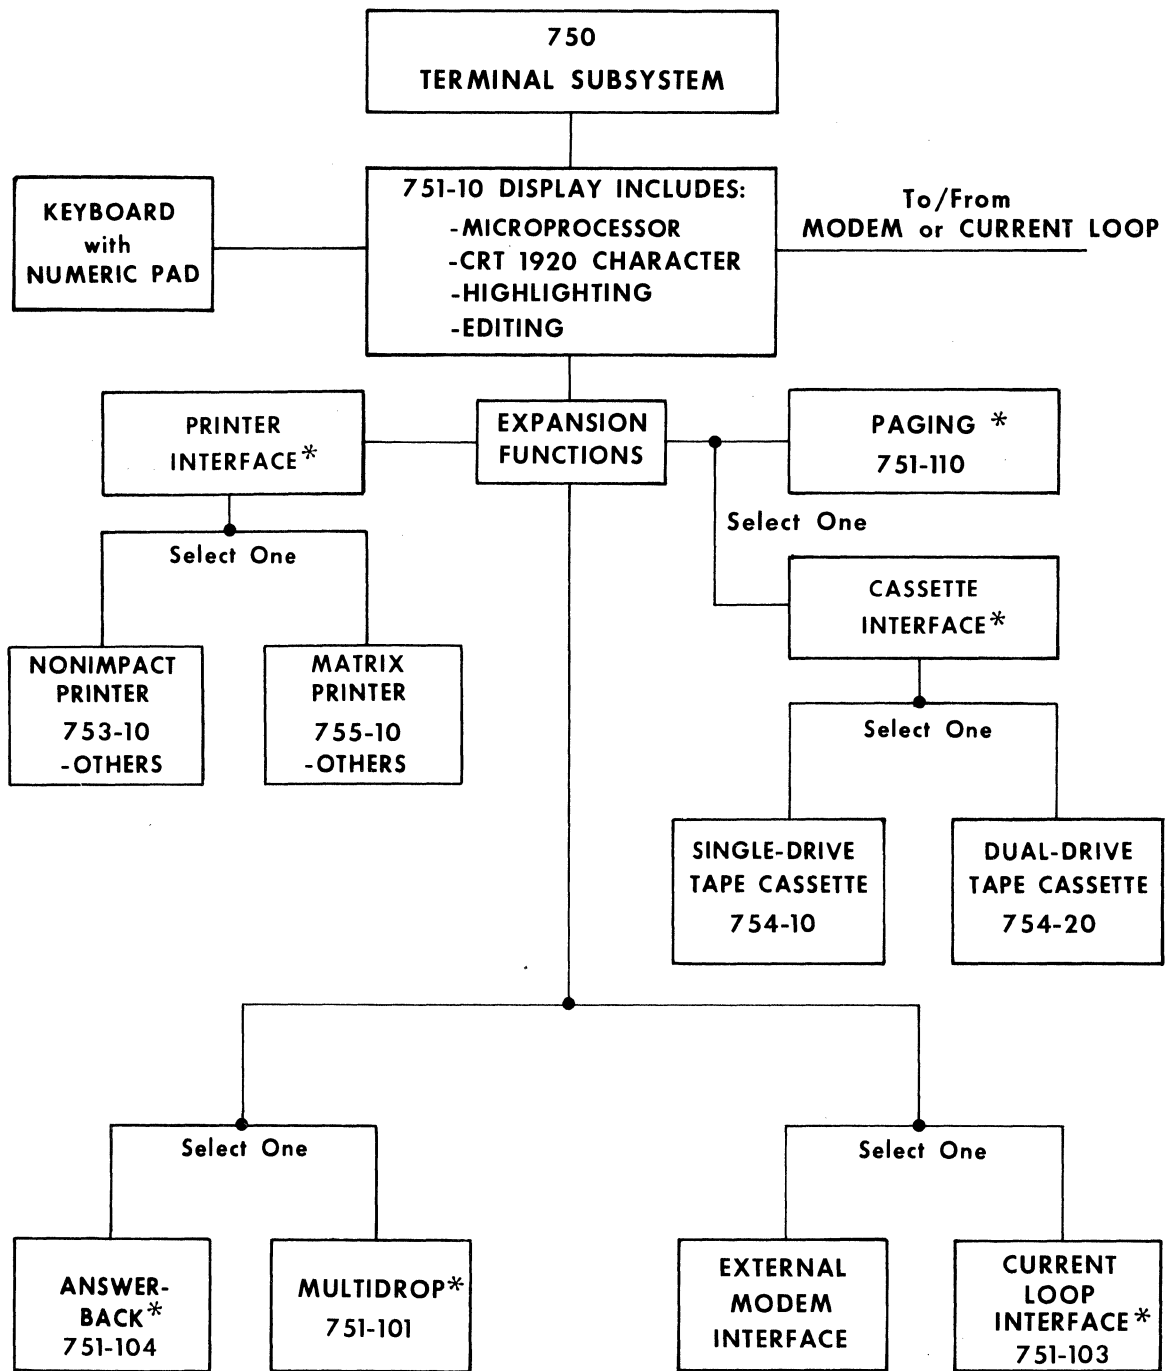 750
TERMINAL SUBSYSTEM
KEYBOARD
with
NUMERIC PAD
751-10 DISPLAY INCLUDES:
-MICROPROCESSOR
-CRT 1920 CHARACTER
-HIGHLIGHTING
-EDITING
To/From
MODEM or CURRENT LOOP
PRINTER
INTERFACE*
EXPANSION
FUNCTIONS
PAGING *
751-110
Select One
Select One
CASSETTE
INTERFACE*
NONIMPACT
PRINTER
753-10
-OTHERS
MATRIX
PRINTER
755-10
-OTHERS
Select One
SINGLE-DRIVE
TAPE CASSETTE
754-10
DUAL-DRIVE
TAPE CASSETTE
754-20
Select One
Select One
ANSWER-
BACK*
751-104
MULTIDROP*
751-101
EXTERNAL
MODEM
INTERFACE
CURRENT
LOOP
INTERFACE*
751-103